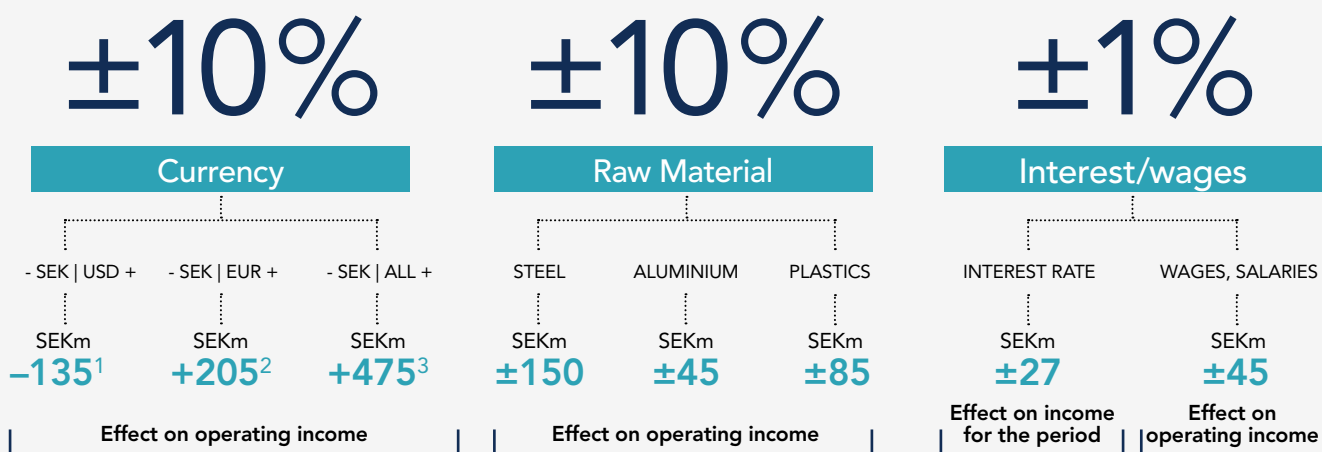 ±10%
Currency
- SEK | USD +
- SEK | EUR +
- SEK | ALL +
SEKm
–135¹
SEKm
+205²
SEKm
+475³
Effect on operating income
±10%
Raw Material
STEEL
ALUMINIUM
PLASTICS
SEKm
±150
SEKm
±45
SEKm
±85
Effect on operating income
±1%
Interest/wages
INTEREST RATE
WAGES, SALARIES
SEKm
±27
Effect on income
for the period
SEKm
±45
Effect on
operating income